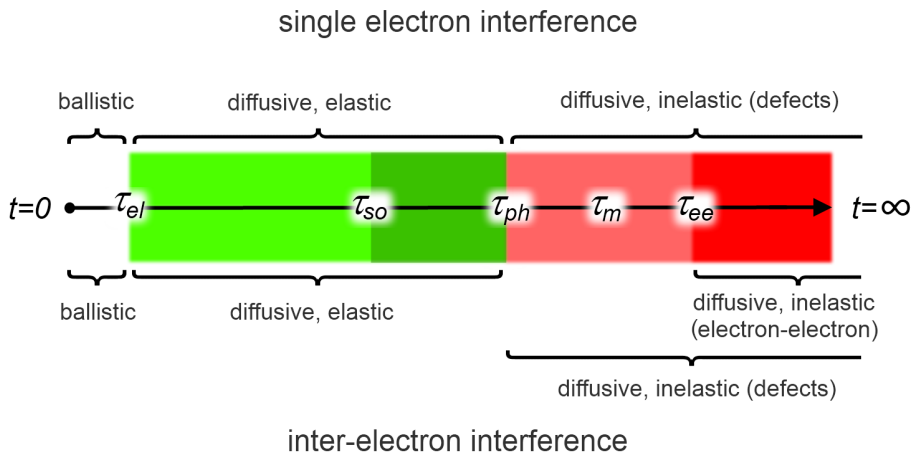 single electron interference
ballistic
diffusive, elastic
diffusive, inelastic (defects)
t=0
τel
τso
τph
τm
τee
t=∞
ballistic
diffusive, elastic
diffusive, inelastic
(electron-electron)
diffusive, inelastic (defects)
inter-electron interference